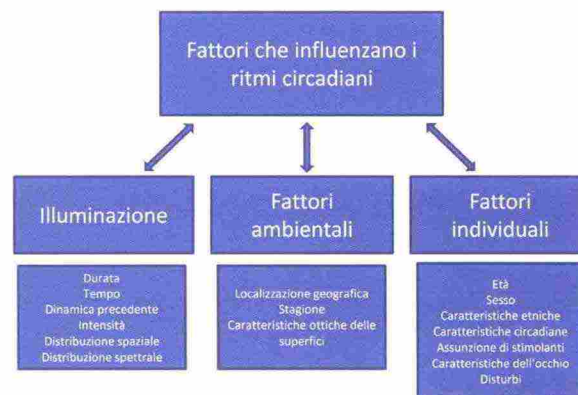 Fattori che influenzano i
ritmi circadiani
Illuminazione
Fattori
ambientali
Fattori
individuali
Durata
Tempo
Dinamica precedente
Intensità
Distribuzione spaziale
Distribuzione spettrale
Localizzazione geografica
Stagione
Caratteristiche ottiche delle
superfici
Età
Sesso
Caratteristiche etniche
Caratteristiche circadiane
Assunzione di stimolanti
Caratteristiche dell'occhio
Disturbi